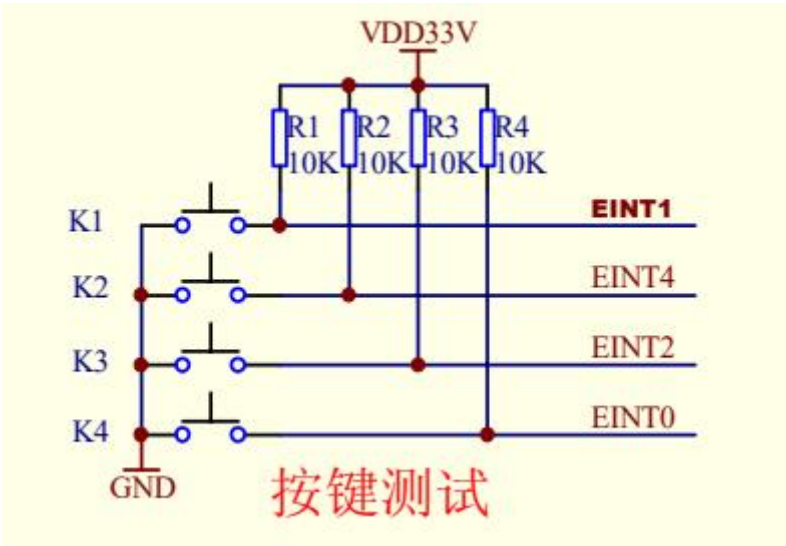 VDD33V
R1 R2 R3 R4
10K 10K 10K 10K
K1 EINT1
K2 EINT4
K3 EINT2
K4 EINT0
GND
按键测试